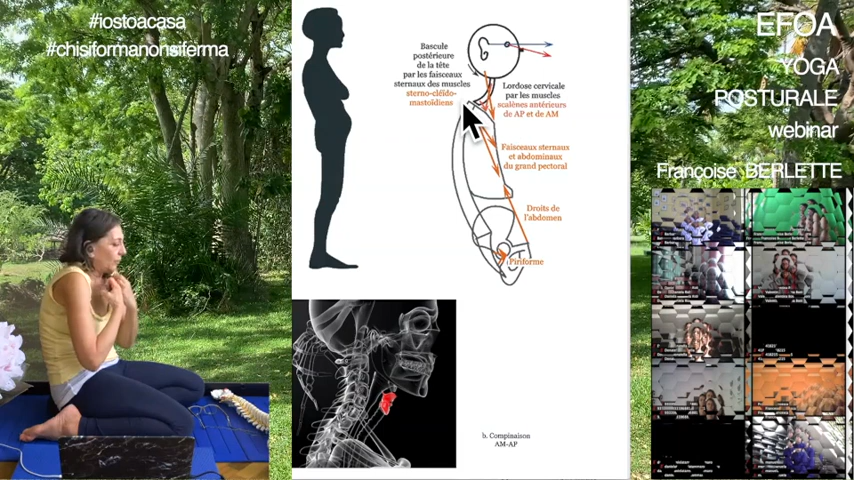 #iostoacasa
#chisiformanonsiferma
Bascule
postérieure
de la tête
par les faisceaux
sternaux des muscles
sterno-cléido-
mastoïdiens
Lordose cervicale
par les muscles
scalènes antérieurs
de AP et de AM
Faisceaux sternaux
et abdominaux
du grand pectoral
Droits de
l'abdomen
Piriforme
b. Compinaison
AM-AP
EFOA
YOGA
POSTURALE
webinar
Françoise BERLETTE